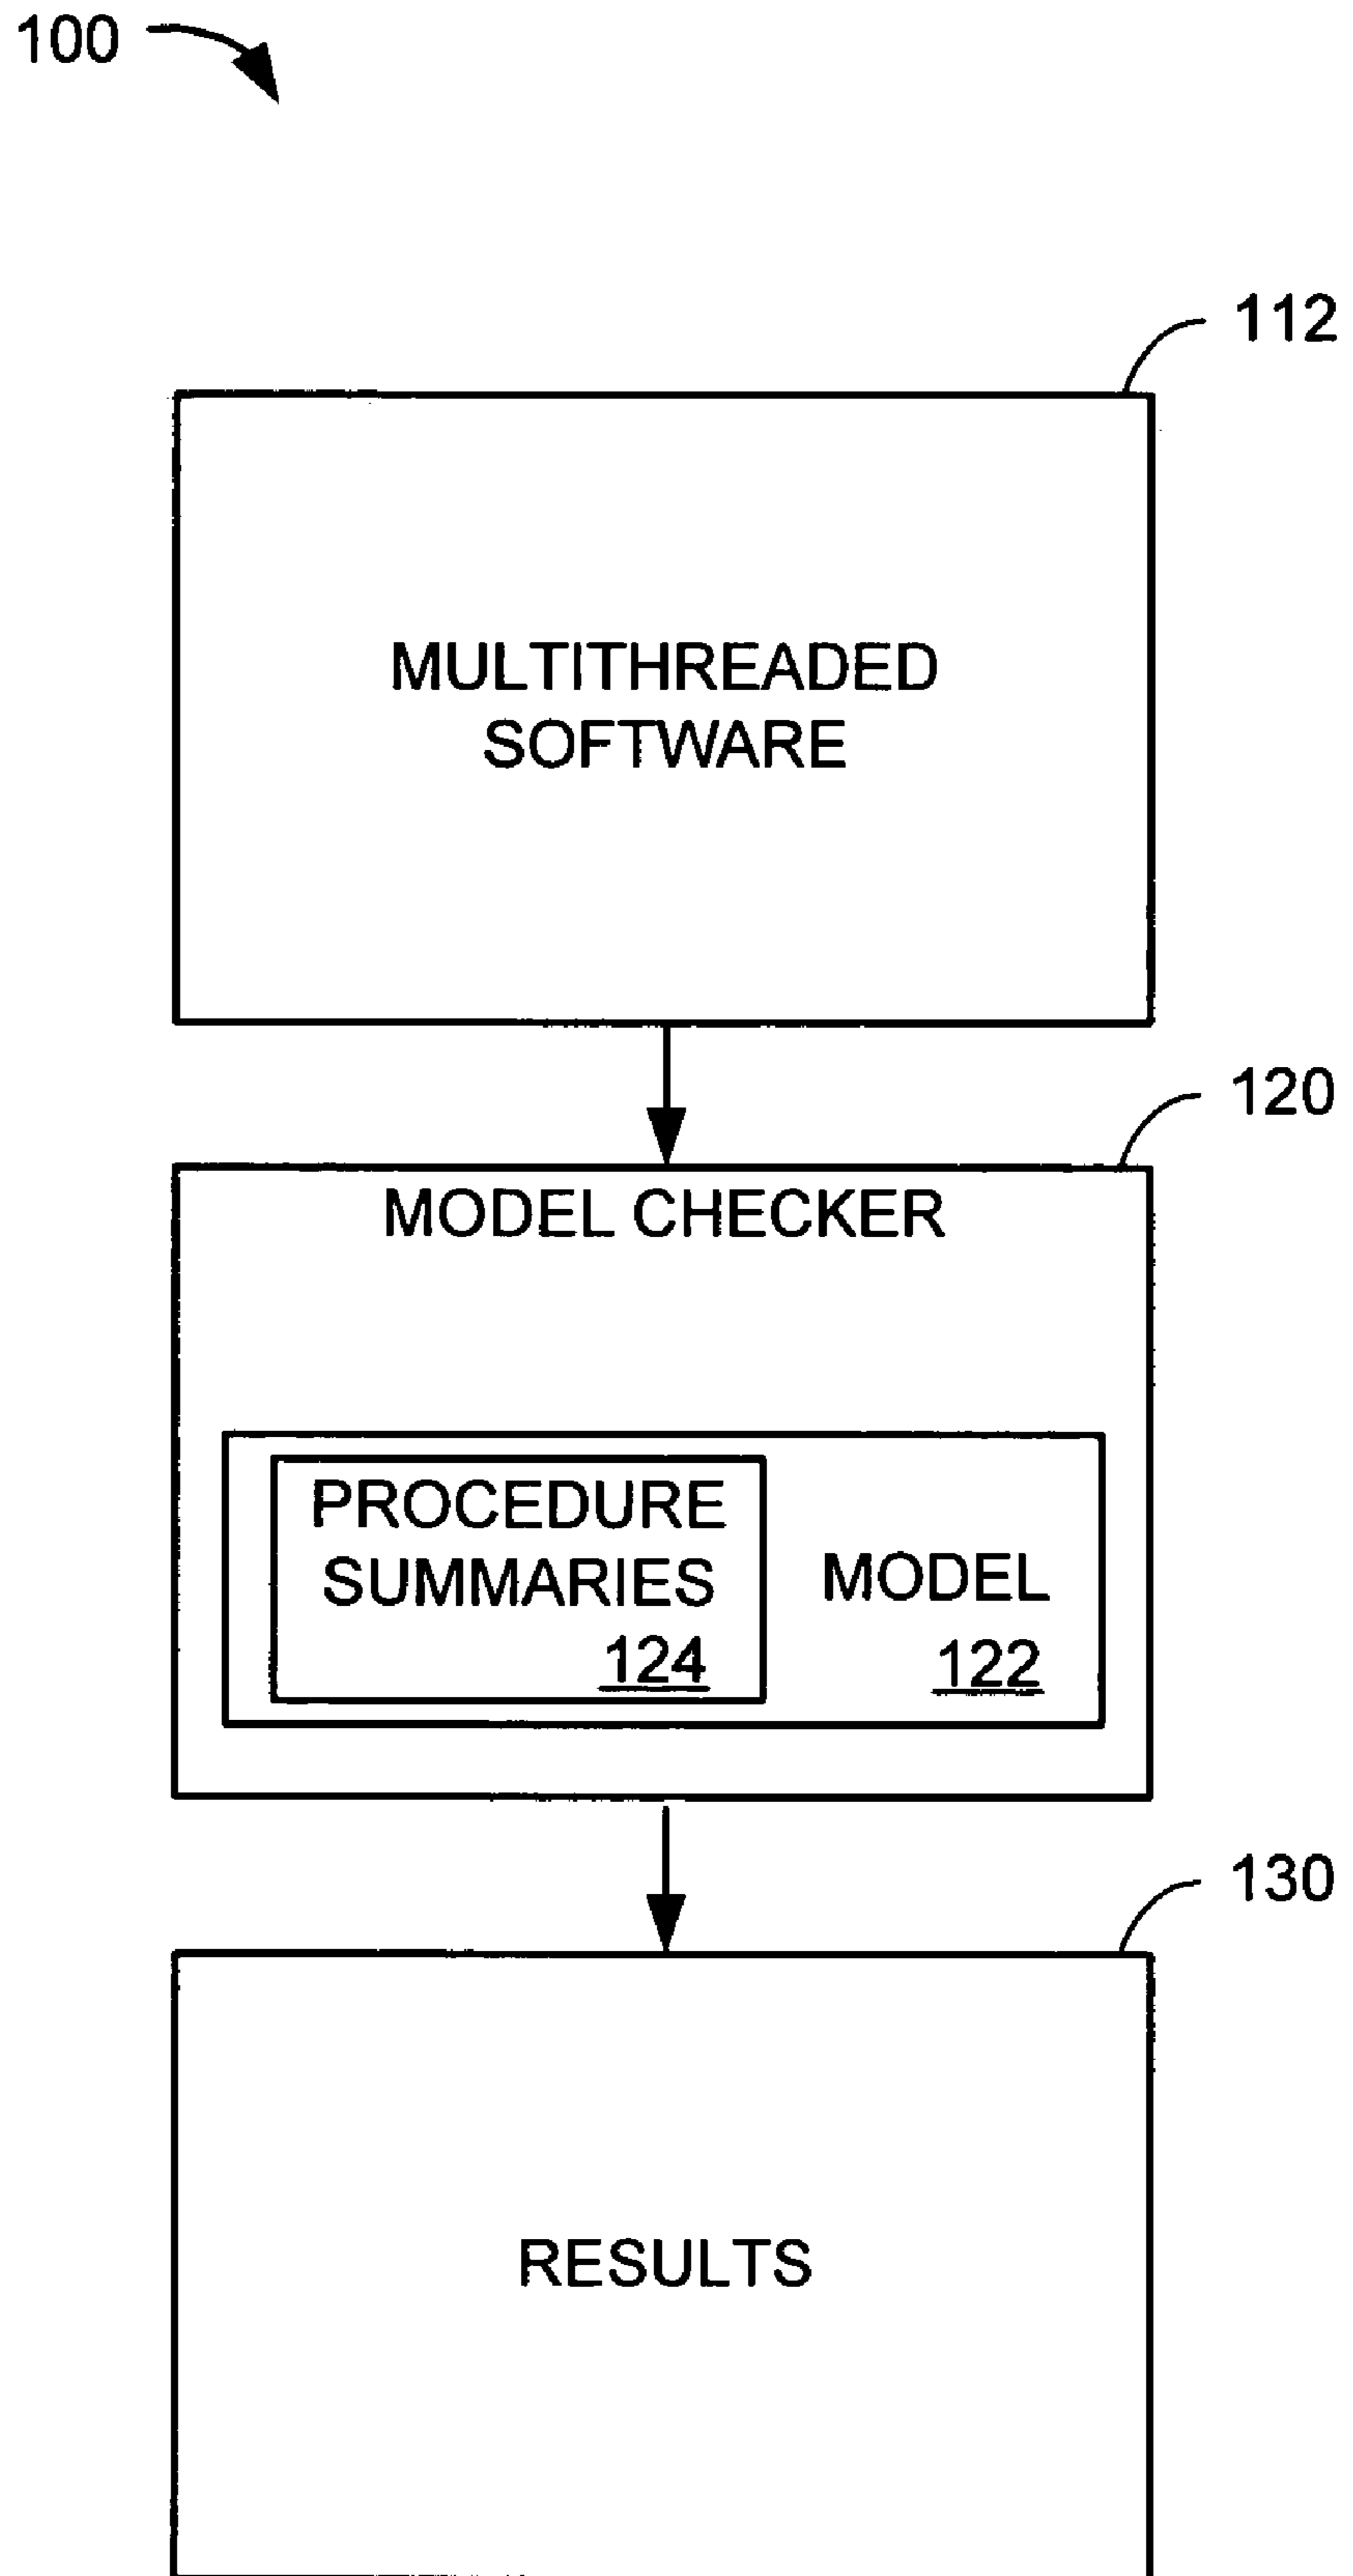 100
112
MULTITHREADED
SOFTWARE
120
MODEL CHECKER
PROCEDURE
SUMMARIES
124
MODEL
122
130
RESULTS